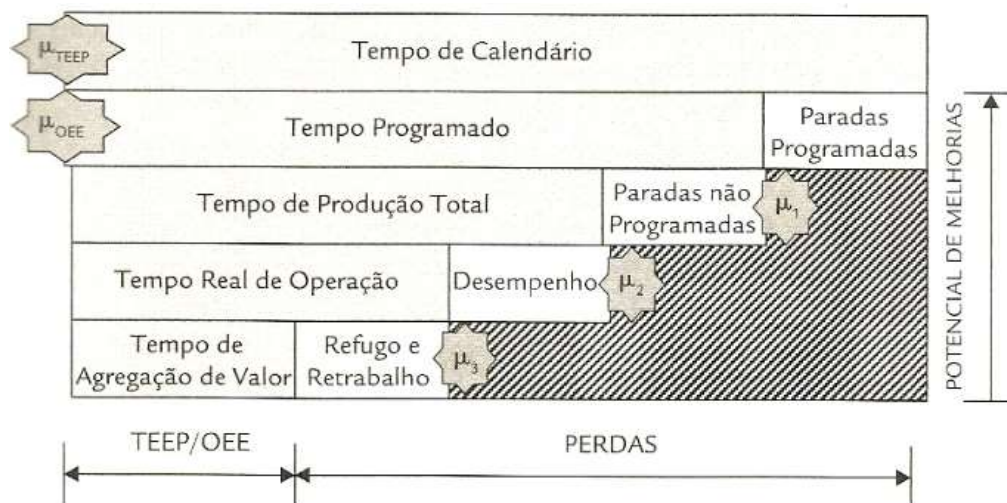 μTEEP
Tempo de Calendário
μOEE
Tempo Programado
Paradas
Programadas
Tempo de Produção Total
Paradas não
Programadas
μ1
Tempo Real de Operação
Desempenho
μ2
Tempo de
Agregação de Valor
Refugo e
Retrabalho
μ3
POTENCIAL DE MELHORIAS
TEEP/OEE
PERDAS